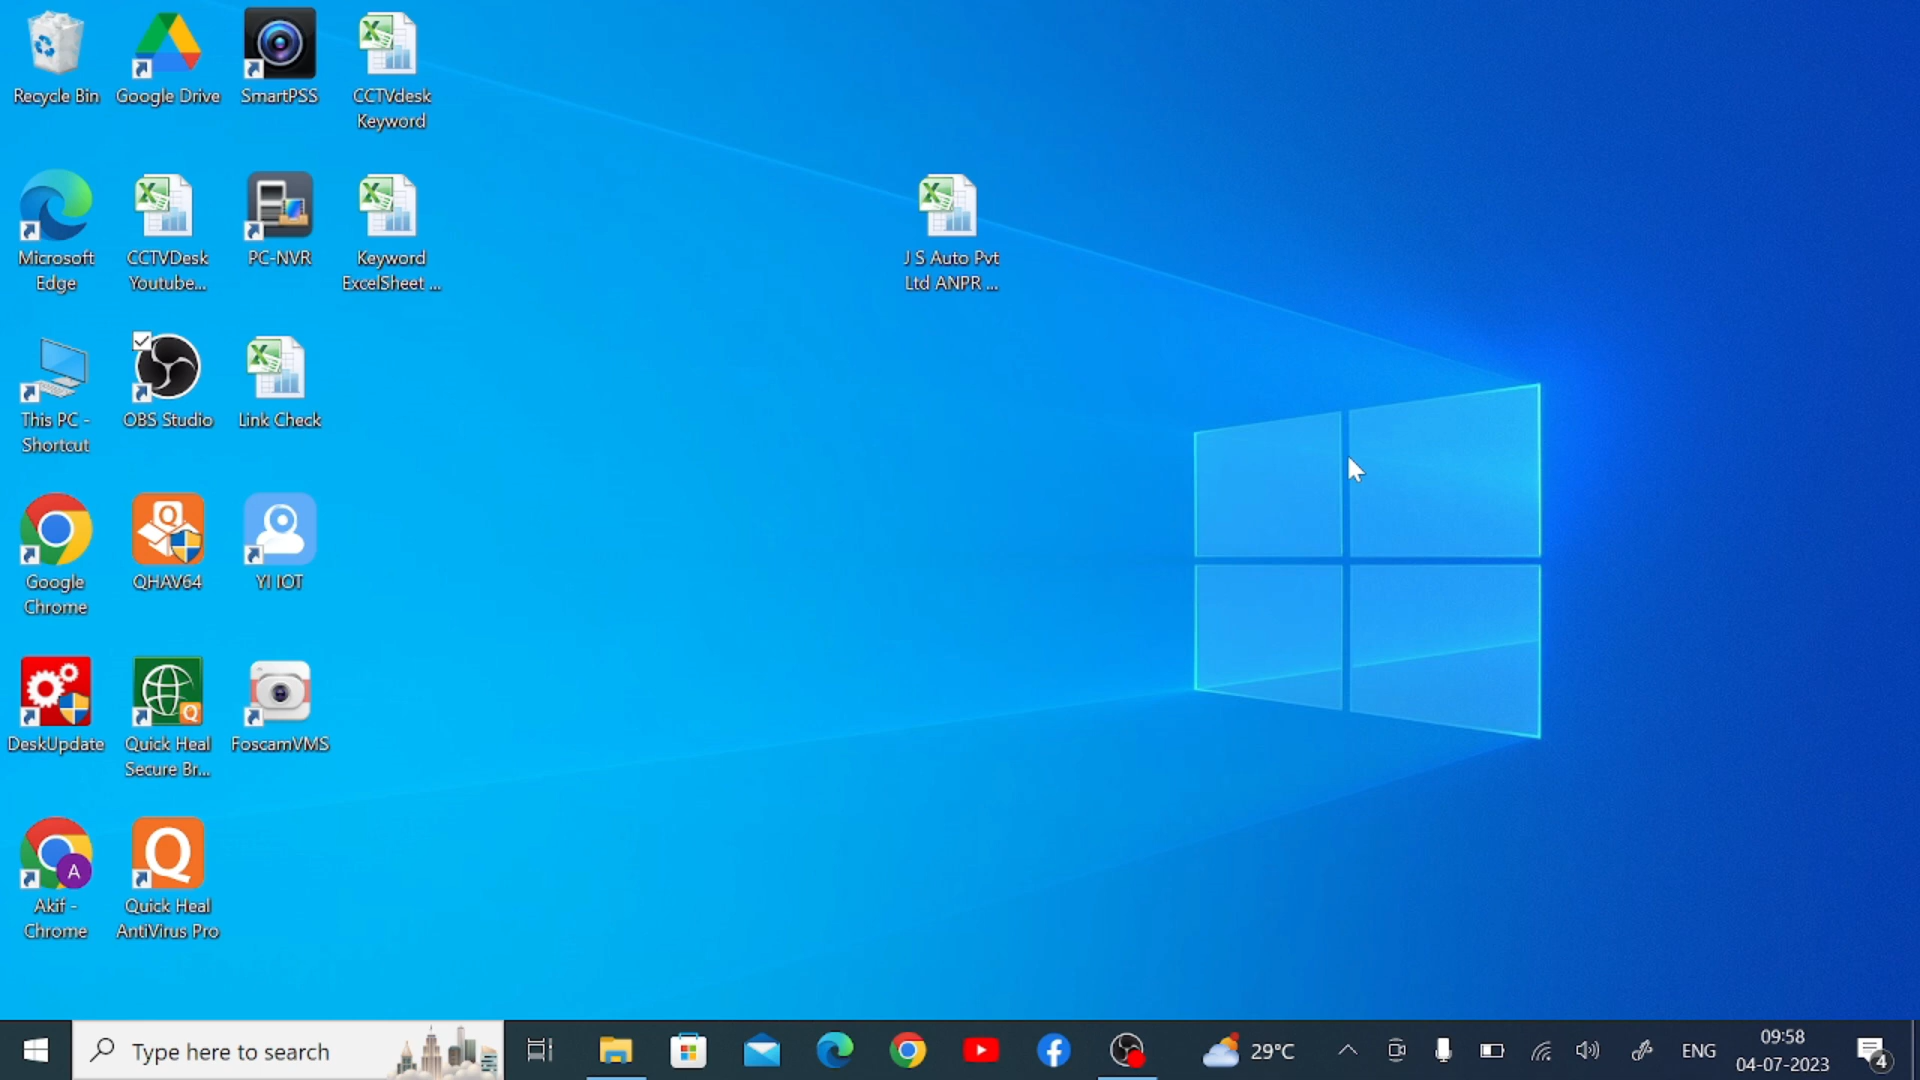 Recycle Bin
Google Drive
SmartPSS
CCTVdesk
Keyword
Microsoft
Edge
CCTVDesk
Youtube...
PC-NVR
Keyword
ExcelSheet ...
J S Auto Pvt
Ltd ANPR ...
This PC -
Shortcut
OBS Studio
Link Check
Google
Chrome
QHAV64
YI IOT
DeskUpdate
Quick Heal
Secure Br...
FoscamVMS
A
Akif -
Chrome
Quick Heal
AntiVirus Pro
Type here to search
29°C
ENG
09:58
04-07-2023
4